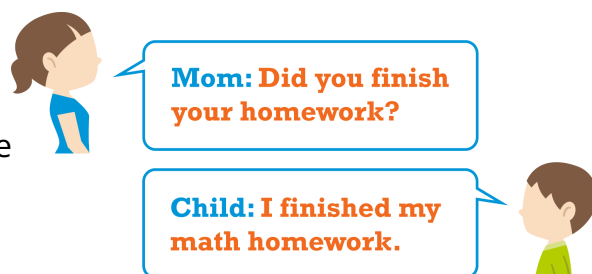 Mom: Did you finish
your homework?
e
Child: I finished my
math homework.